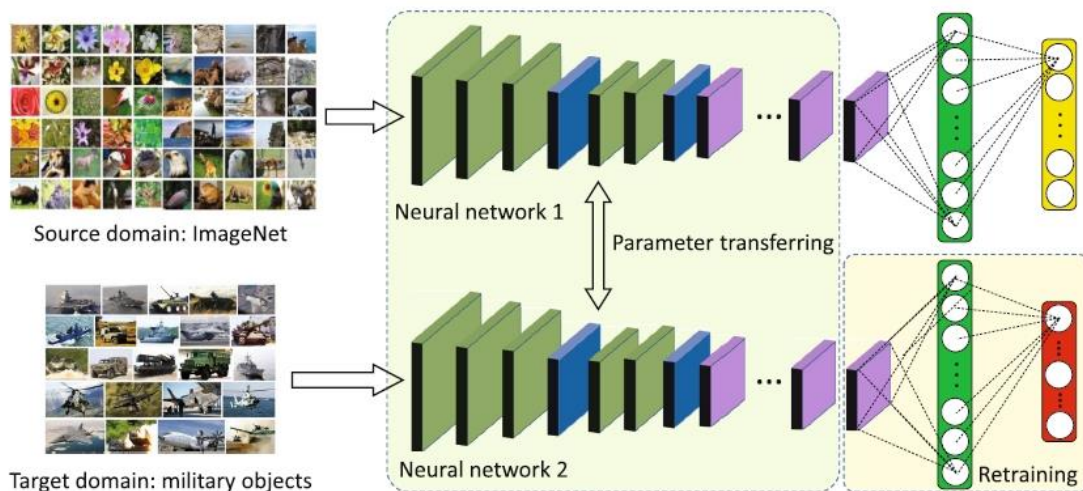 Neural network 1
Source domain: ImageNet
Parameter transferring
Neural network 2
Target domain: military objects
Retraining